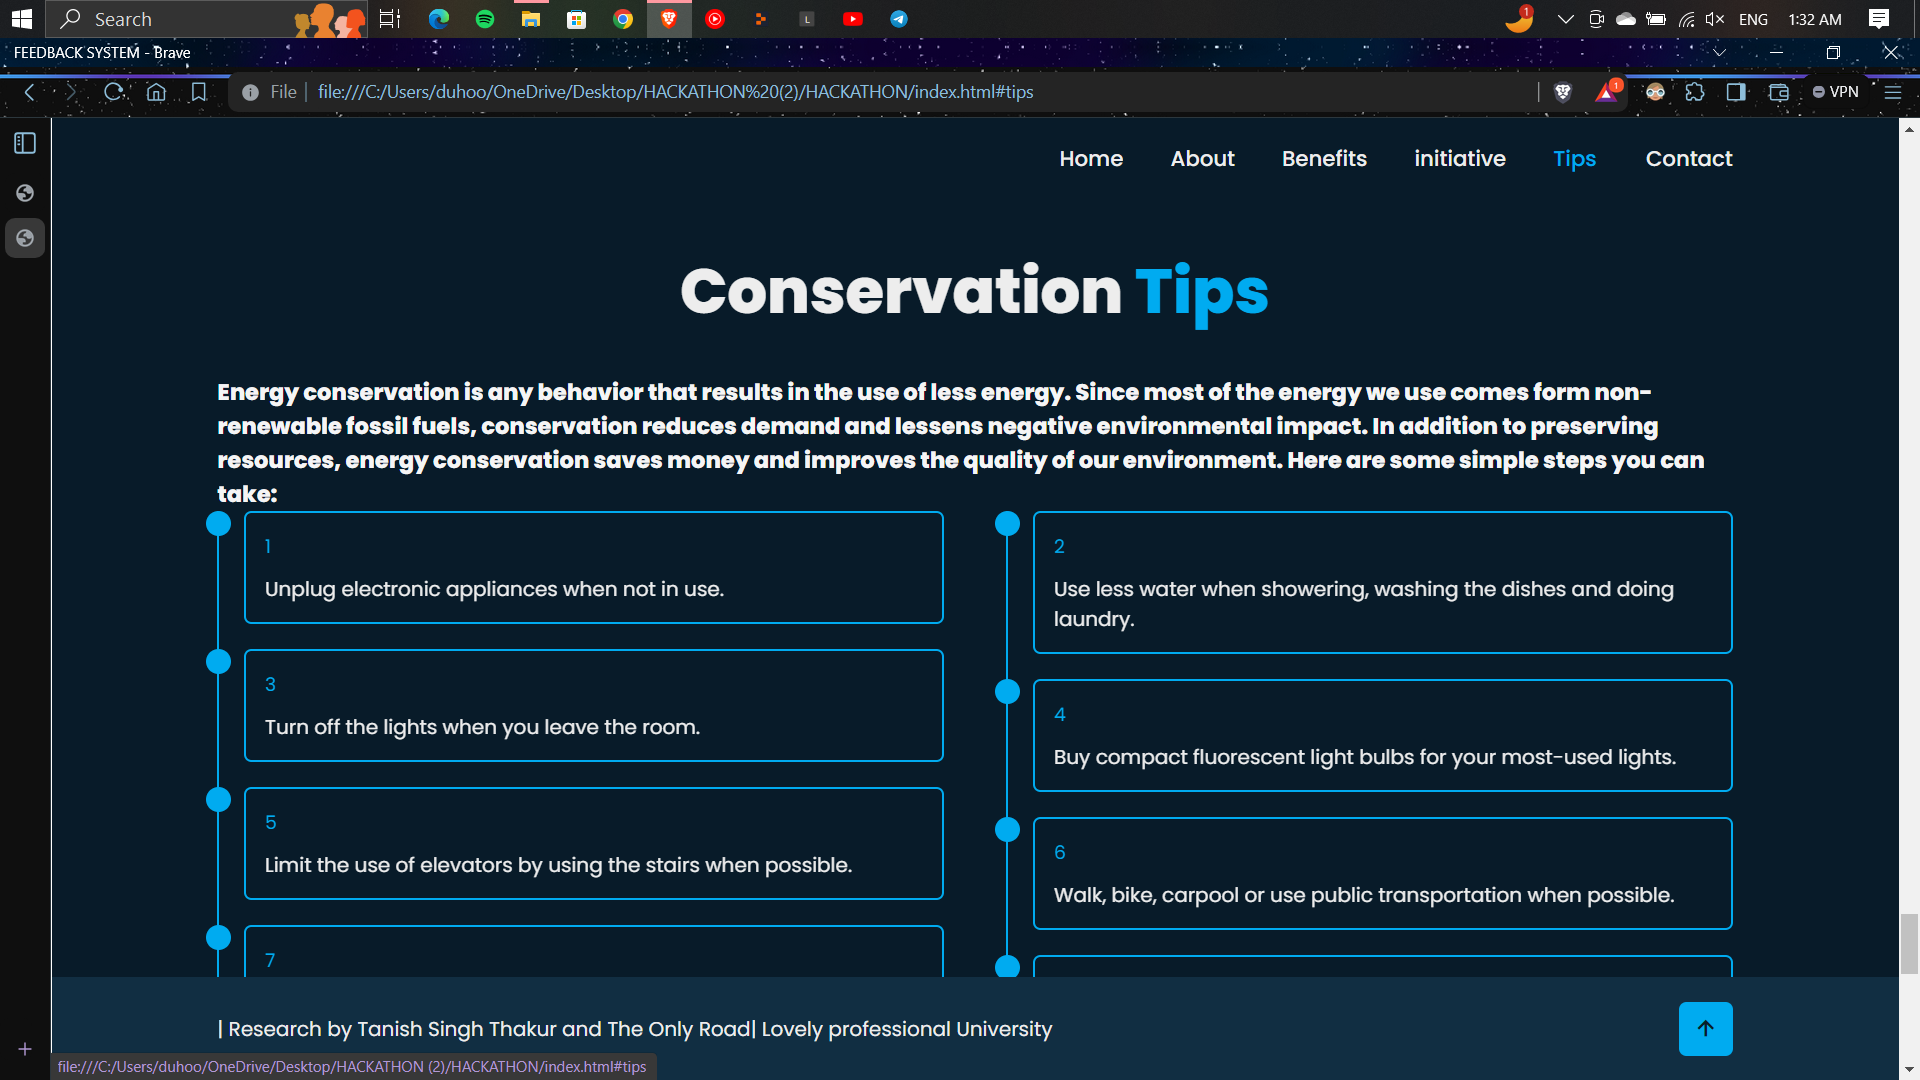 Search
ENG
1:32 AM
1
L
FEEDBACK SYSTEM - Brave
File
file:///C:/Users/duhoo/OneDrive/Desktop/HACKATHON%20(2)/HACKATHON/index.html#tips
1
VPN
Home About Benefits initiative Tips Contact
Conservation Tips
Energy conservation is any behavior that results in the use of less energy. Since most of the energy we use comes form non-
renewable fossil fuels, conservation reduces demand and lessens negative environmental impact. In addition to preserving
resources, energy conservation saves money and improves the quality of our environment. Here are some simple steps you can
take:
1
Unplug electronic appliances when not in use.
2
Use less water when showering, washing the dishes and doing
laundry.
3
Turn off the lights when you leave the room.
4
Buy compact fluorescent light bulbs for your most-used lights.
5
Limit the use of elevators by using the stairs when possible.
6
Walk, bike, carpool or use public transportation when possible.
7
| Research by Tanish Singh Thakur and The Only Road| Lovely professional University
file:///C:/Users/duhoo/OneDrive/Desktop/HACKATHON (2)/HACKATHON/index.html#tips